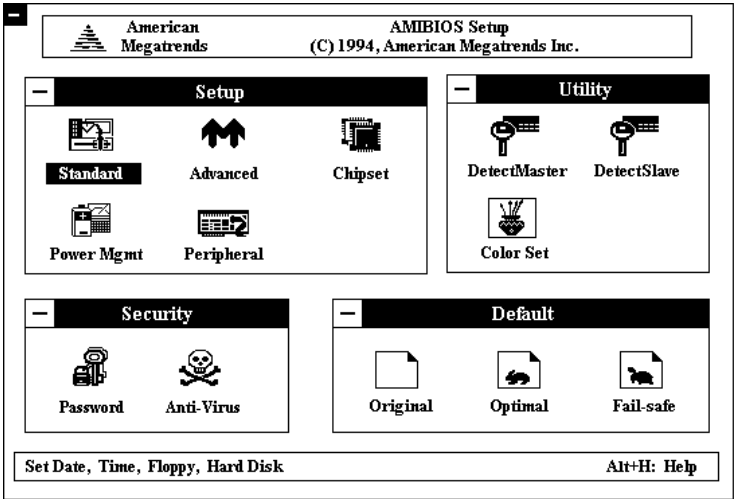 American Megatrends
AMIBIOS Setup
(C) 1994, American Megatrends Inc.
Setup
Standard
Advanced
Chipset
Power Mgmt
Peripheral
Utility
DetectMaster
DetectSlave
Color Set
Security
Password
Anti-Virus
Default
Original
Optimal
Fail-safe
Set Date, Time, Floppy, Hard Disk
Alt+H: Help